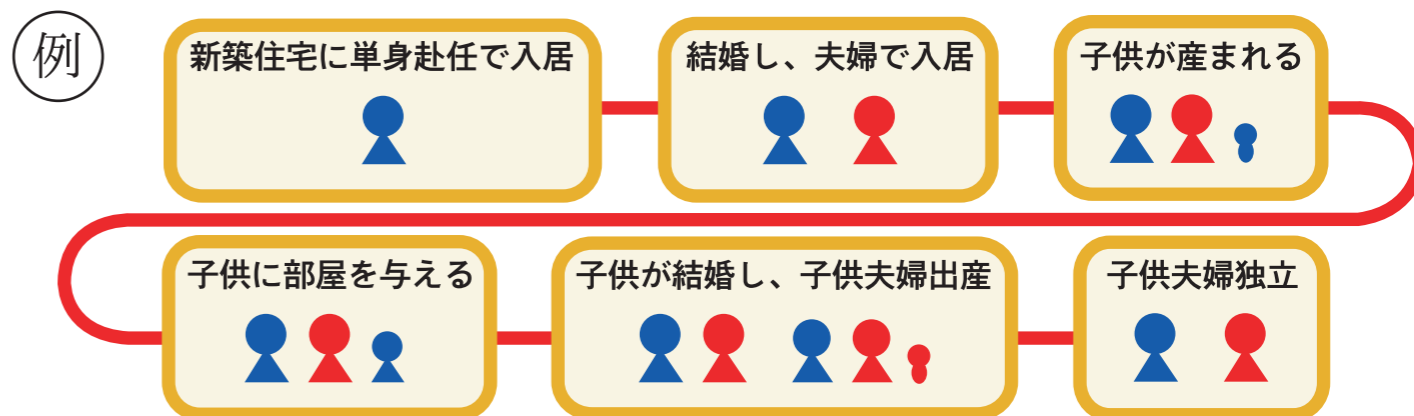 例
新築住宅に単身赴任で入居
結婚し、夫婦で入居
子供が産まれる
子供に部屋を与える
子供が結婚し、子供夫婦出産
子供夫婦独立